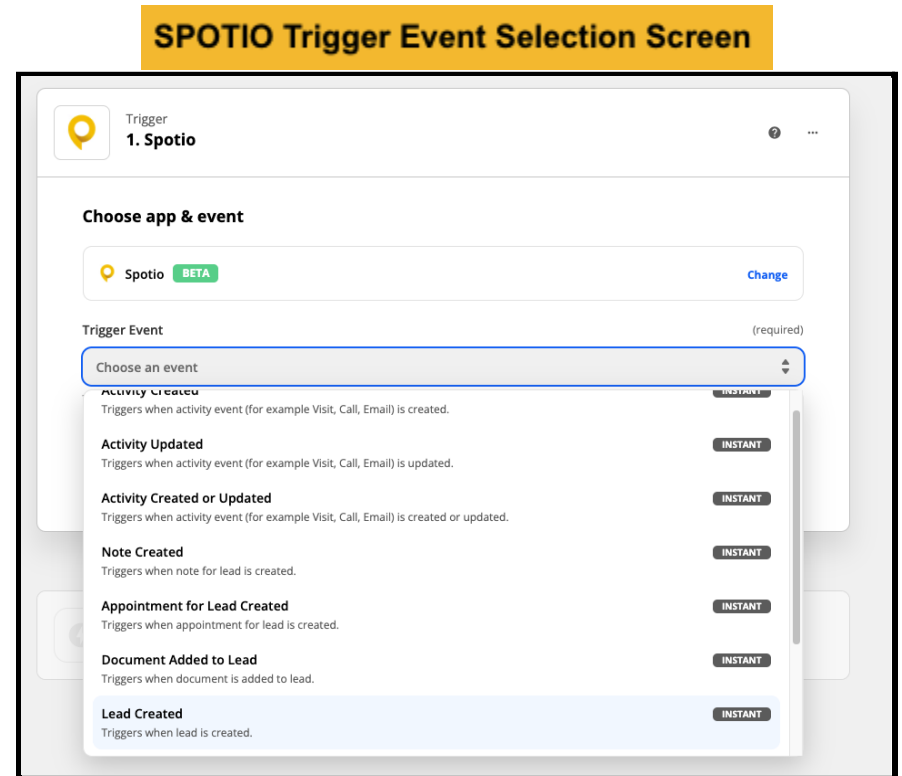 SPOTIO Trigger Event Selection Screen
Trigger
1. Spotio
Choose app & event
Spotio BETA Change
Trigger Event (required)
Choose an event
Activity Created INSTANT
Triggers when activity event (for example Visit, Call, Email) is created.
Activity Updated INSTANT
Triggers when activity event (for example Visit, Call, Email) is updated.
Activity Created or Updated INSTANT
Triggers when activity event (for example Visit, Call, Email) is created or updated.
Note Created INSTANT
Triggers when note for lead is created.
Appointment for Lead Created INSTANT
Triggers when appointment for lead is created.
Document Added to Lead INSTANT
Triggers when document is added to lead.
Lead Created INSTANT
Triggers when lead is created.